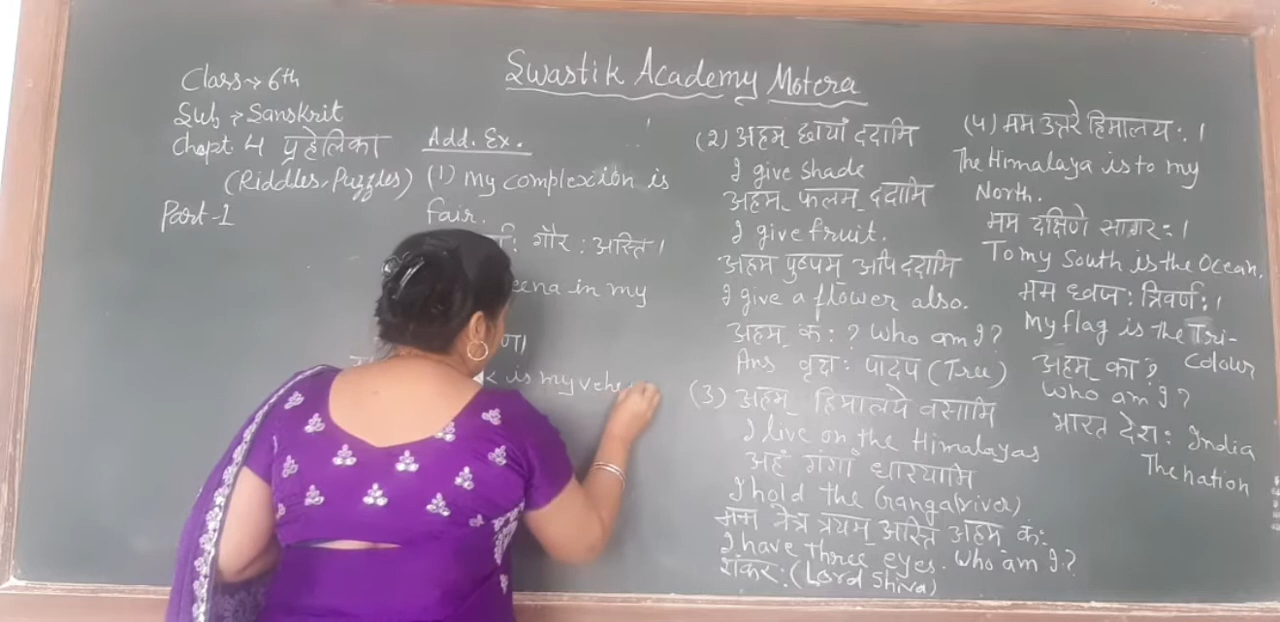 Swastik Academy Motera
Class → 6th
Sub → Sanskrit
Chapt. 4 प्रहेलिका
(Riddles, Puzzles)
Part-1
Add. Ex.
(1) My complexion is
fair.
गौर: अस्ति।
in my
is my
(2) अहम् छायाँ ददामि
I give shade
अहम् फलम् ददामि
I give fruit.
अहम पुष्पम् अपि ददामि
I give a flower also.
अहम् क: ? Who am I?
Ans वृक्ष: पादप (Tree)
(3) अहम् हिमालये वसामि
I live on the Himalayas
अहं गंगां धारयामि
I hold the Ganga(river)
मम नेत्र त्रयम् अस्ति अहम् क:
I have three eyes. Who am I?
शंकर: (Lord Shiva)
(4) मम उत्तरे हिमालय: ।
The Himalaya is to my
North.
मम दक्षिणे सागर: ।
To my South is the Ocean.
मम ध्वज: त्रिवर्ण: ।
My flag is the Tri-
Colour
अहम् का ?
Who am I?
भारत देश: India
The nation